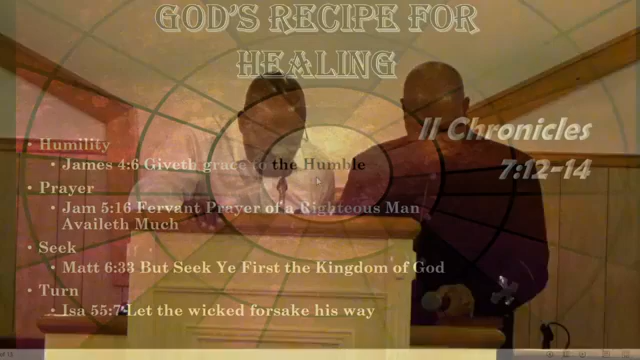 GOD'S RECIPE FOR
HEALING
II Chronicles
7:12-14
• Humility
• James 4:6 Giveth grace to the Humble
• Prayer
• Jam 5:16 Fervant Prayer of a Righteous Man
Availeth Much
• Seek
• Matt 6:33 But Seek Ye First the Kingdom of God
• Turn
• Isa 55:7 Let the wicked forsake his way